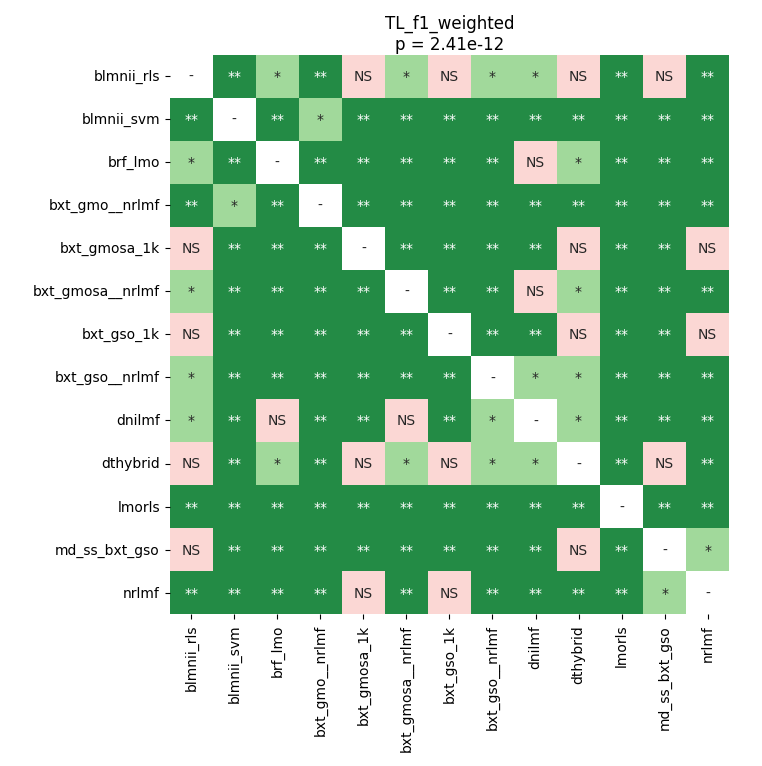 TL_f1_weighted
p = 2.41e-12
blmnii_rls - ** * ** NS * NS * * NS ** NS **
blmnii_svm ** - ** * ** ** ** ** ** ** ** ** **
brf_lmo * ** - ** ** ** ** ** NS * ** ** **
bxt_gmo__nrlmf ** * ** - ** ** ** ** ** ** ** ** **
bxt_gmosa_1k NS ** ** ** - ** ** ** ** NS ** ** NS
bxt_gmosa__nrlmf * ** ** ** ** - ** ** NS * ** ** **
bxt_gso_1k NS ** ** ** ** ** - ** ** NS ** ** NS
bxt_gso__nrlmf * ** ** ** ** ** ** - * * ** ** **
dnilmf * ** NS ** ** NS ** * - * ** ** **
dthybrid NS ** * ** NS * NS * * - ** NS **
lmorls ** ** ** ** ** ** ** ** ** ** - ** **
md_ss_bxt_gso NS ** ** ** ** ** ** ** ** NS ** - *
nrlmf ** ** ** ** NS ** NS ** ** ** ** * -
blmnii_rls
blmnii_svm
brf_lmo
bxt_gmo__nrlmf
bxt_gmosa_1k
bxt_gmosa__nrlmf
bxt_gso_1k
bxt_gso__nrlmf
dnilmf
dthybrid
lmorls
md_ss_bxt_gso
nrlmf